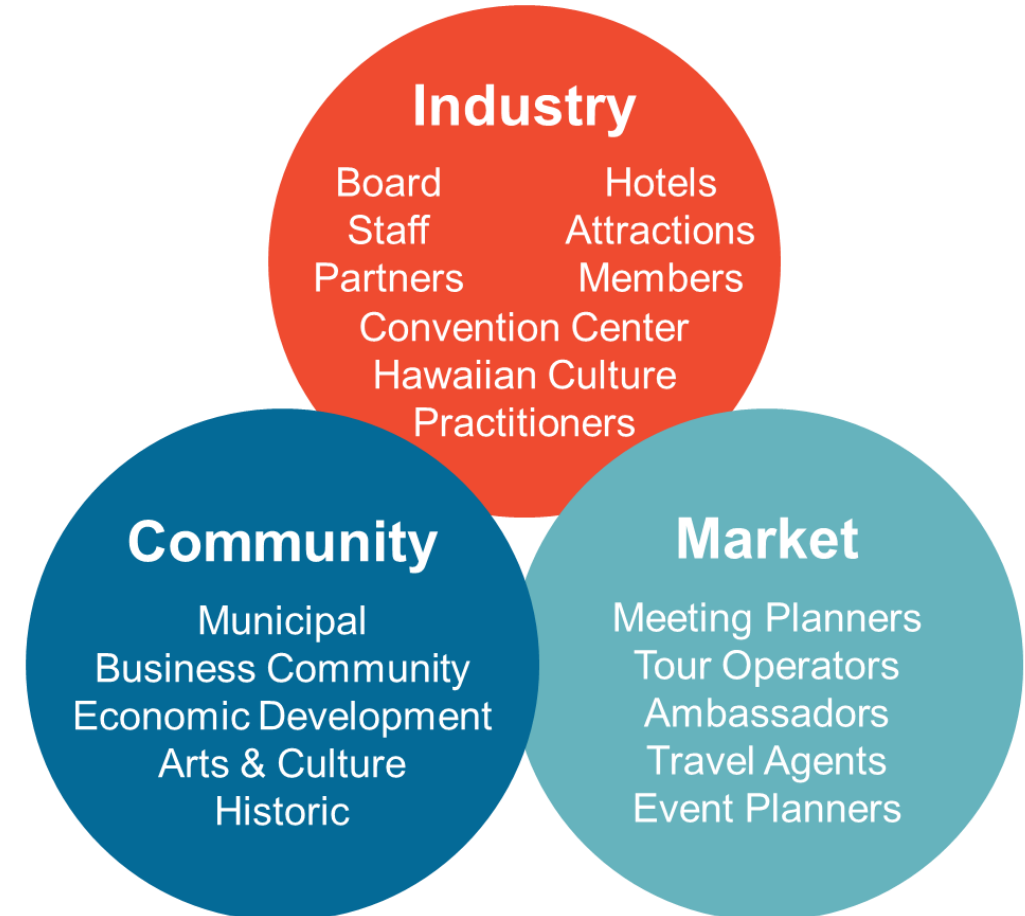 Industry
Board Hotels
Staff Attractions
Partners Members
Convention Center
Hawaiian Culture
Practitioners
Community
Municipal
Business Community
Economic Development
Arts & Culture
Historic
Market
Meeting Planners
Tour Operators
Ambassadors
Travel Agents
Event Planners